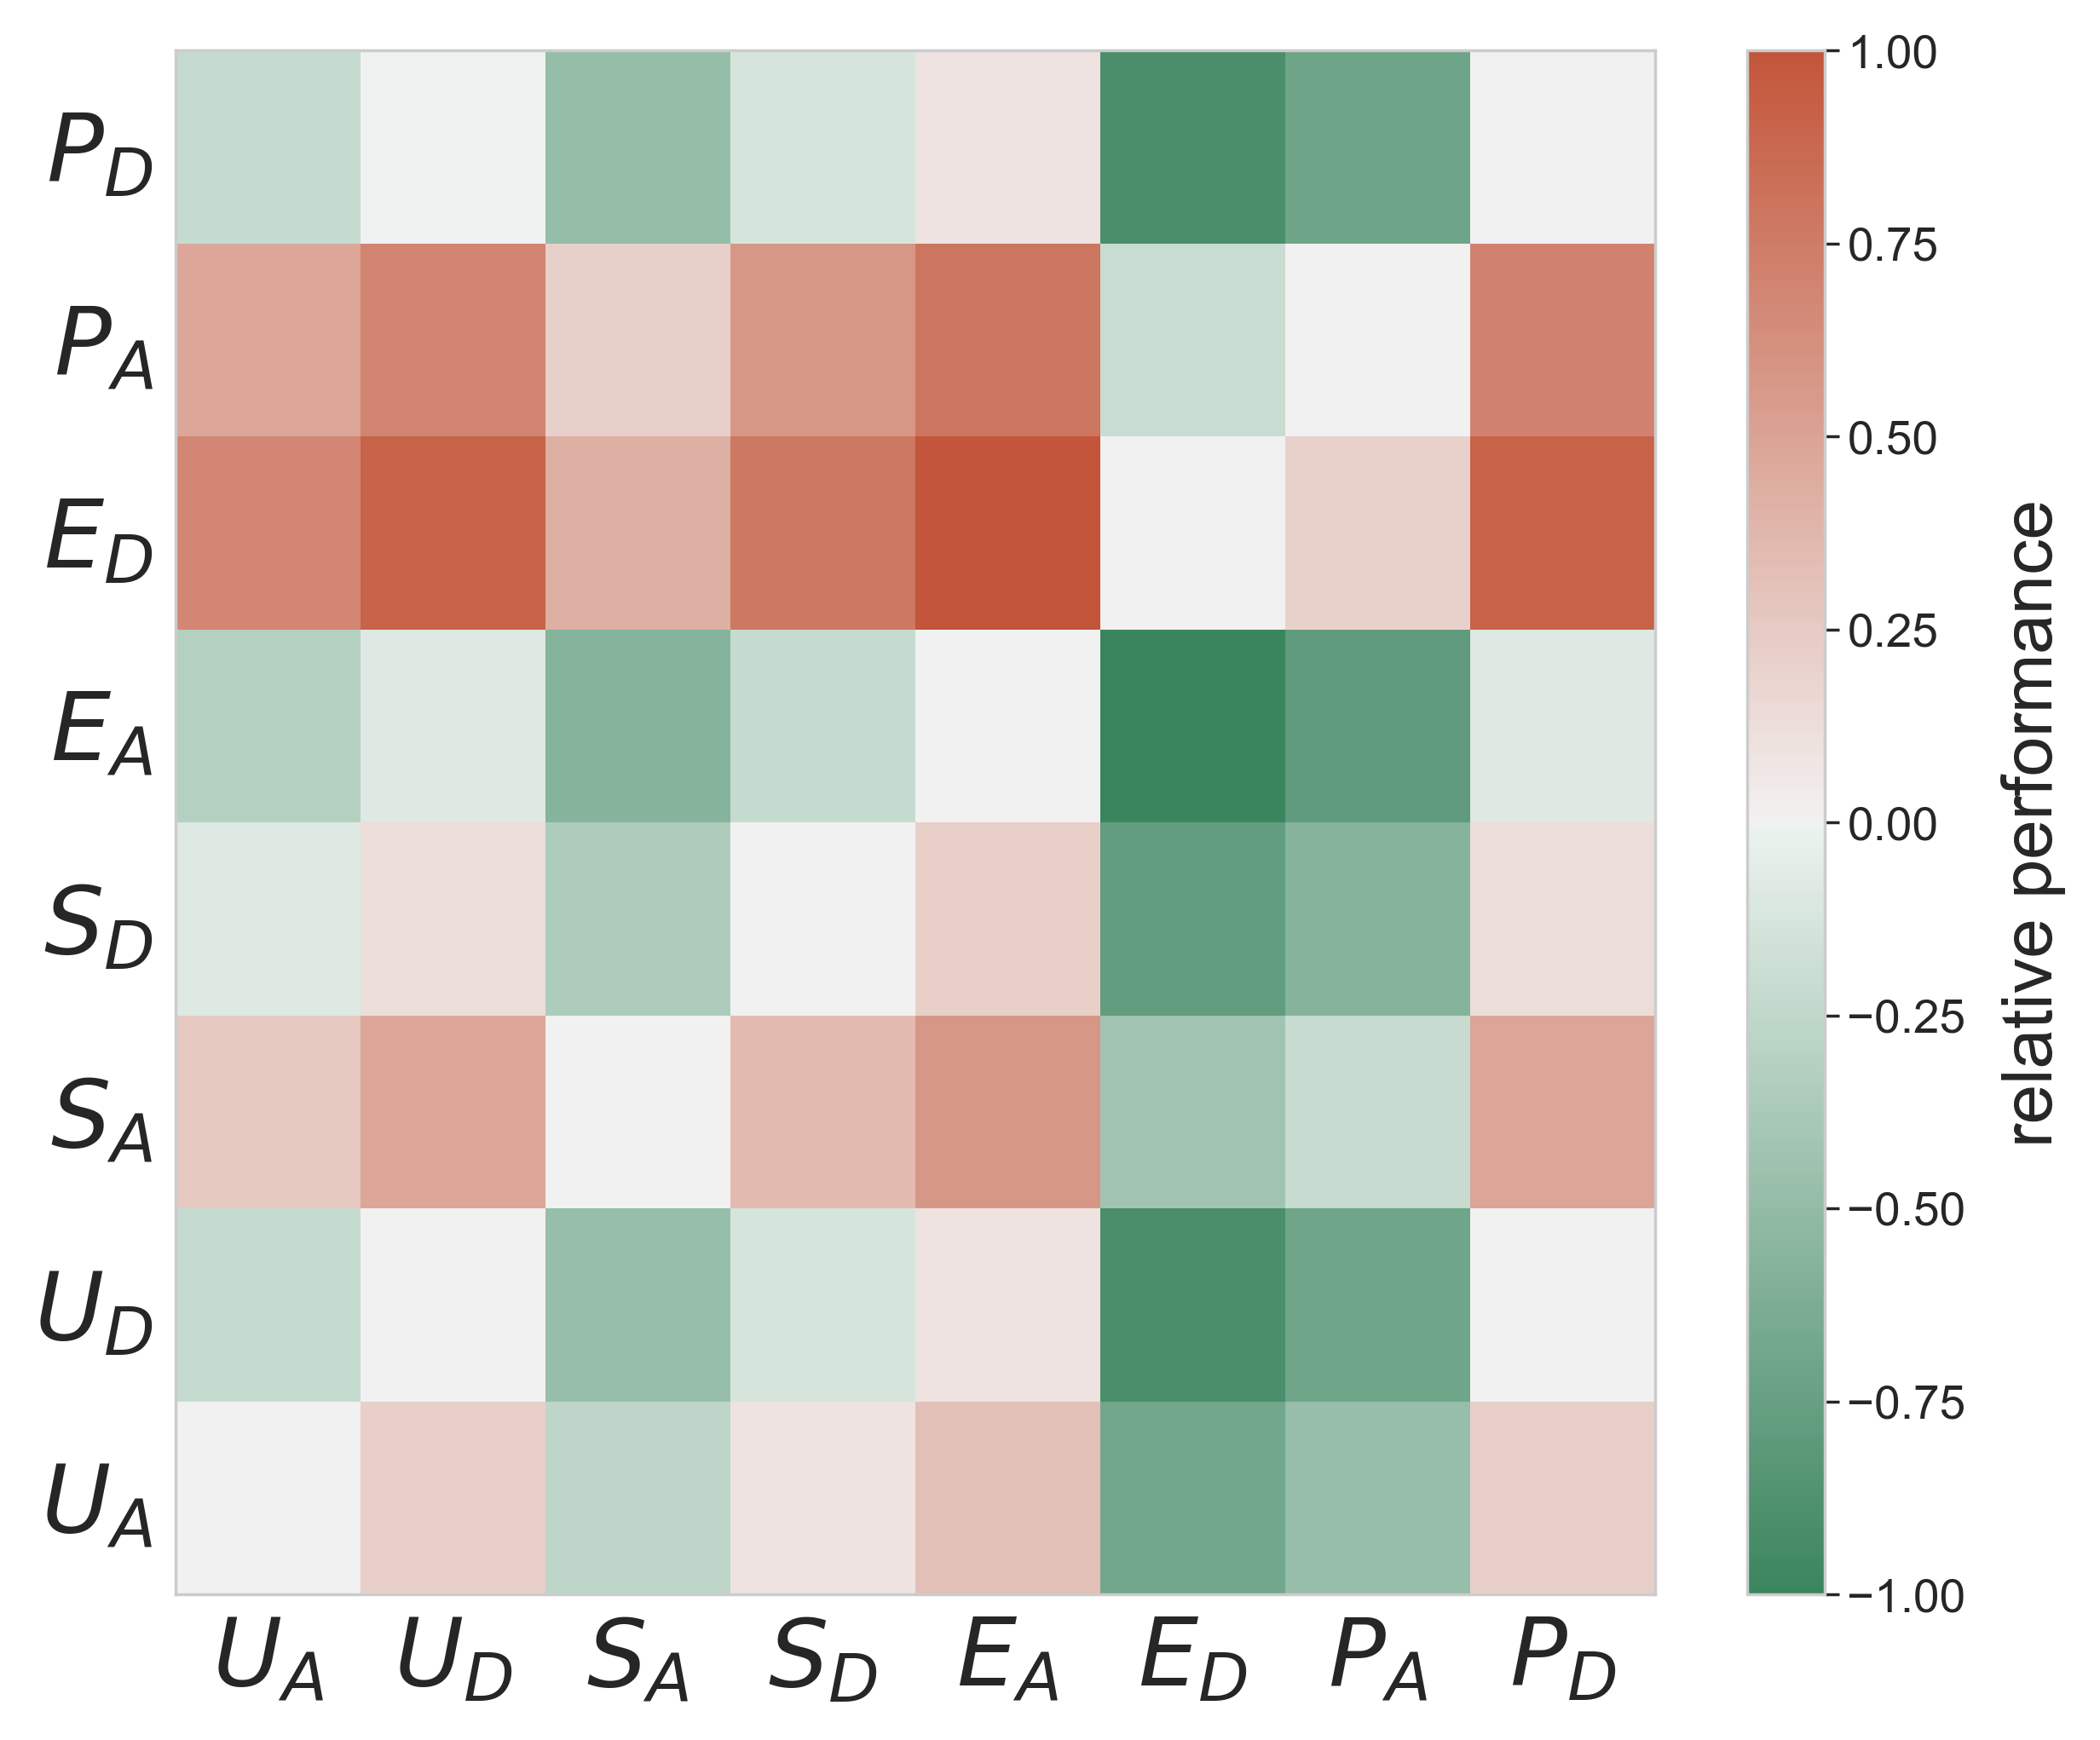 P_D
P_A
E_D
E_A
S_D
S_A
U_D
U_A
U_A U_D S_A S_D E_A E_D P_A P_D
1.00
0.75
0.50
0.25
0.00
−0.25
−0.50
−0.75
−1.00
relative performance